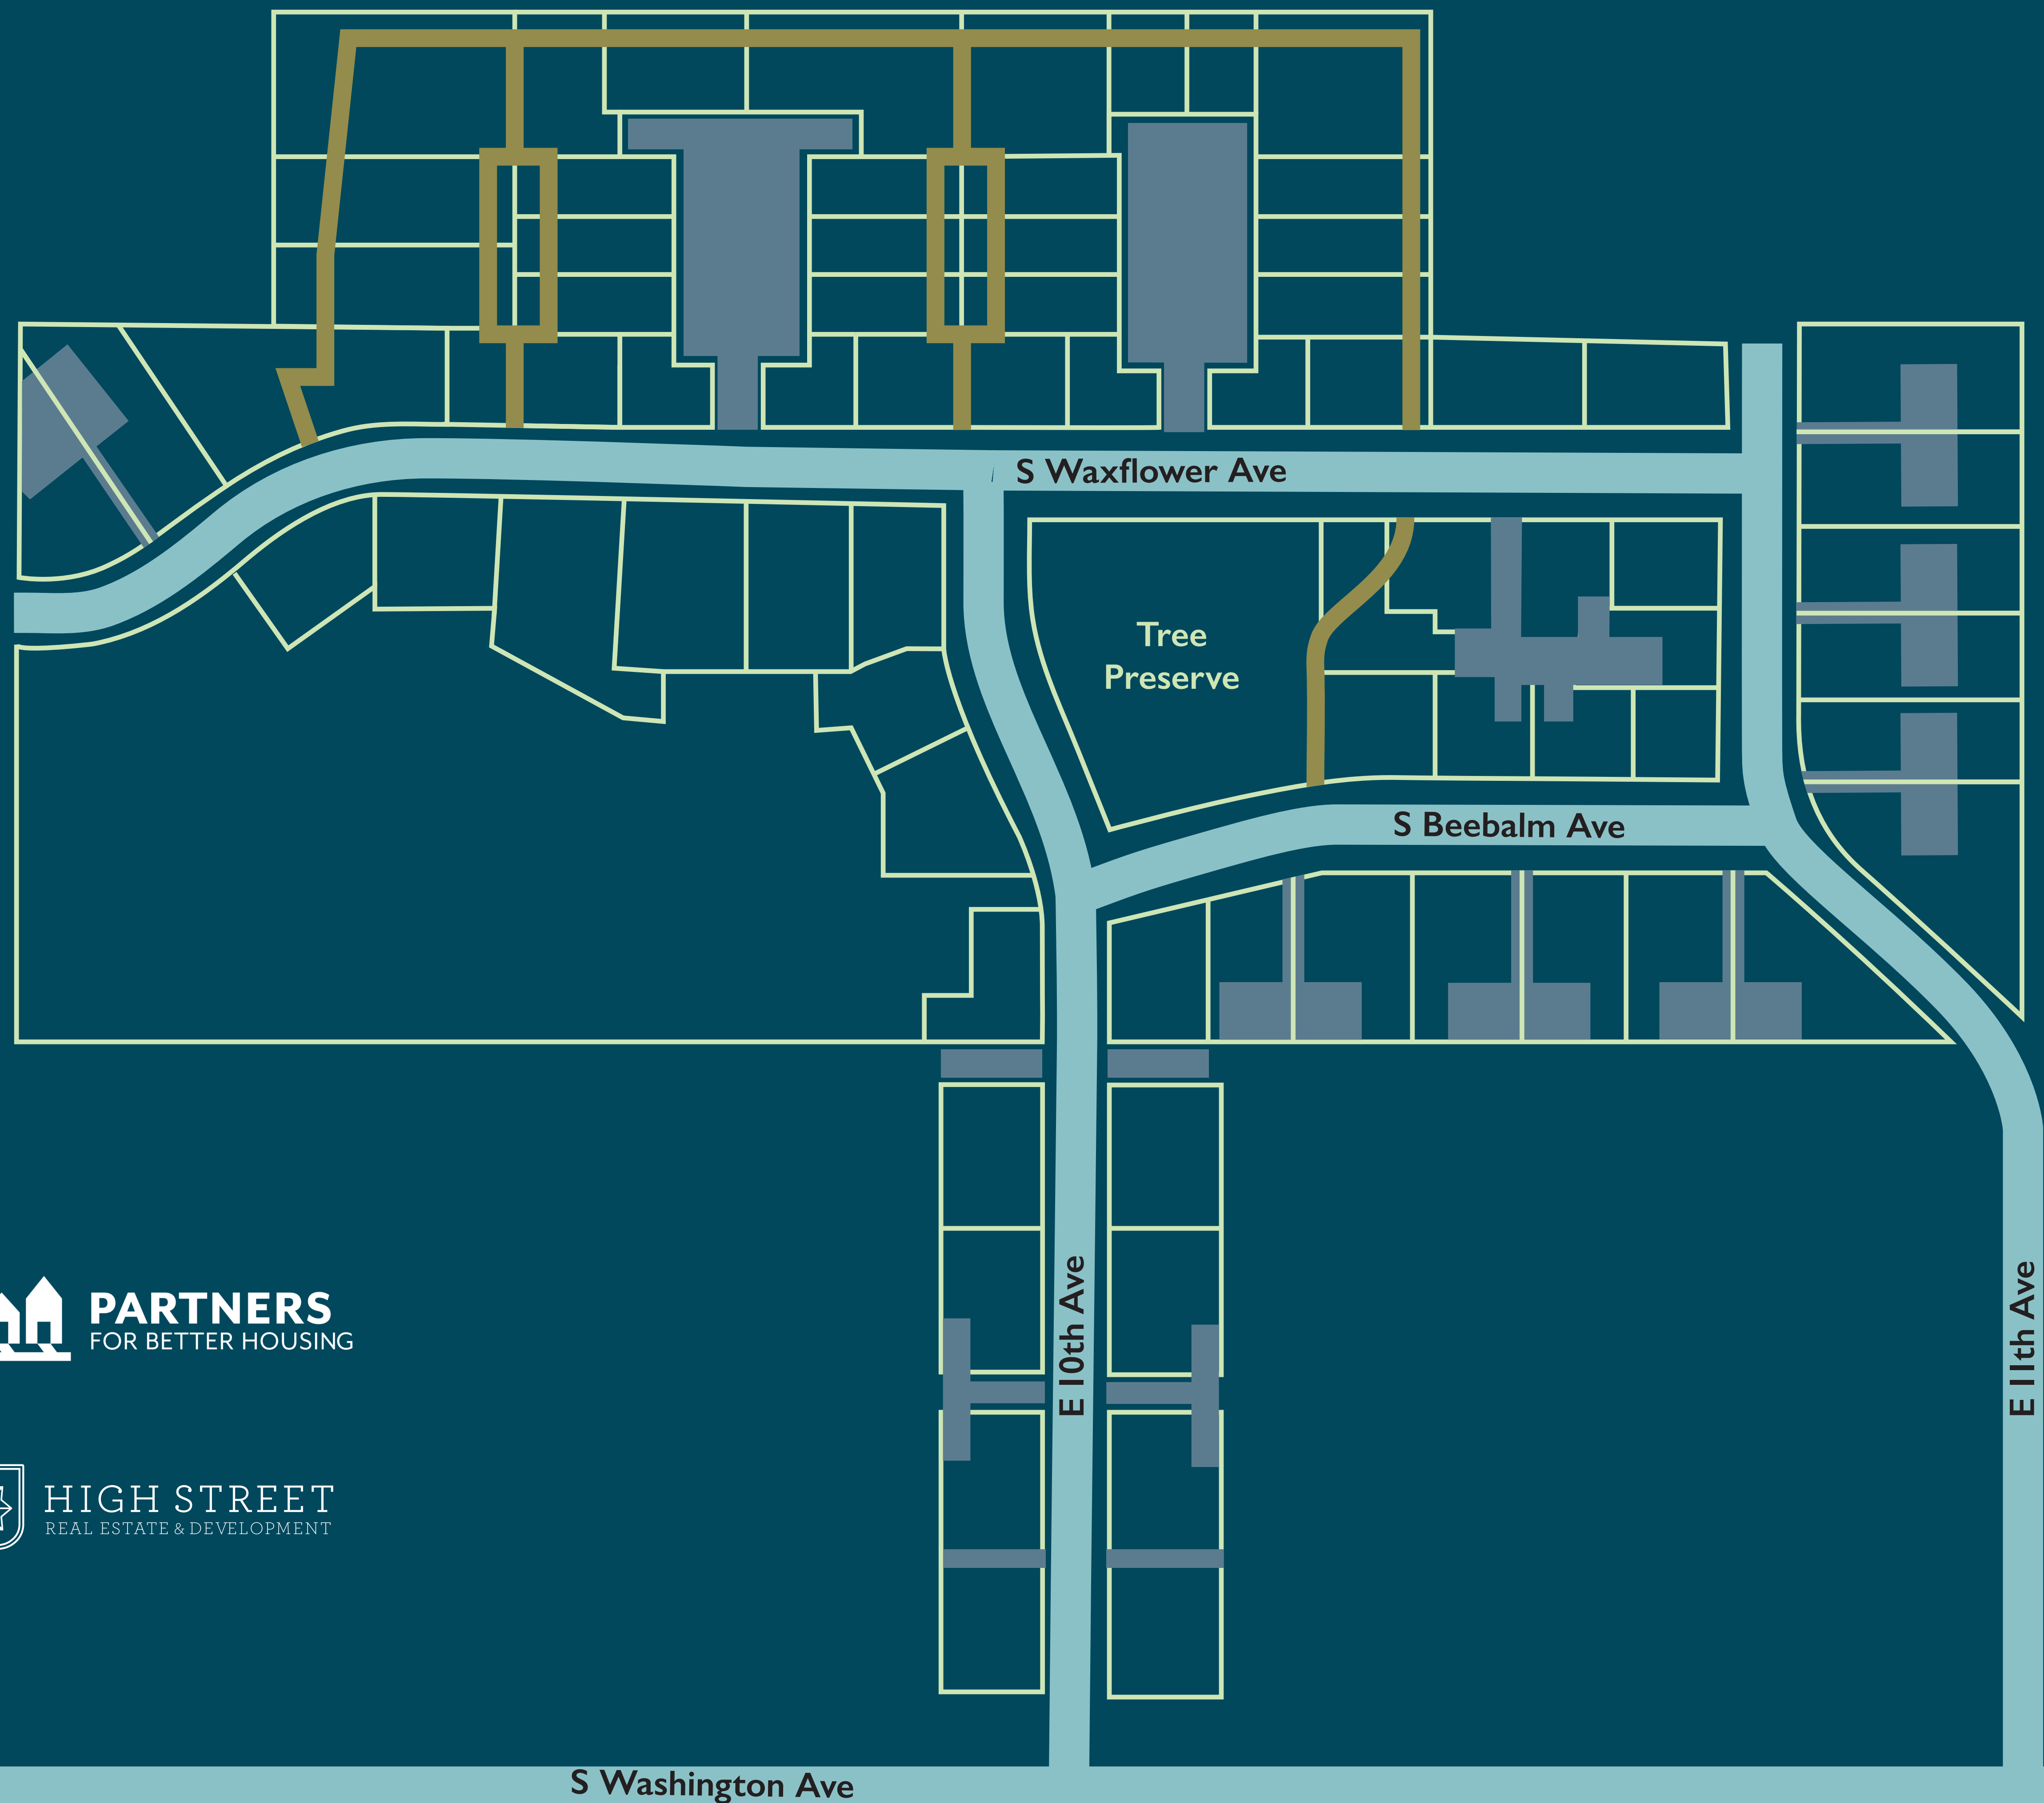 S Waxflower Ave
Tree
Preserve
S Beebalm Ave
E 10th Ave
E 11th Ave
PARTNERS
FOR BETTER HOUSING
HIGH STREET
REAL ESTATE & DEVELOPMENT
S Washington Ave